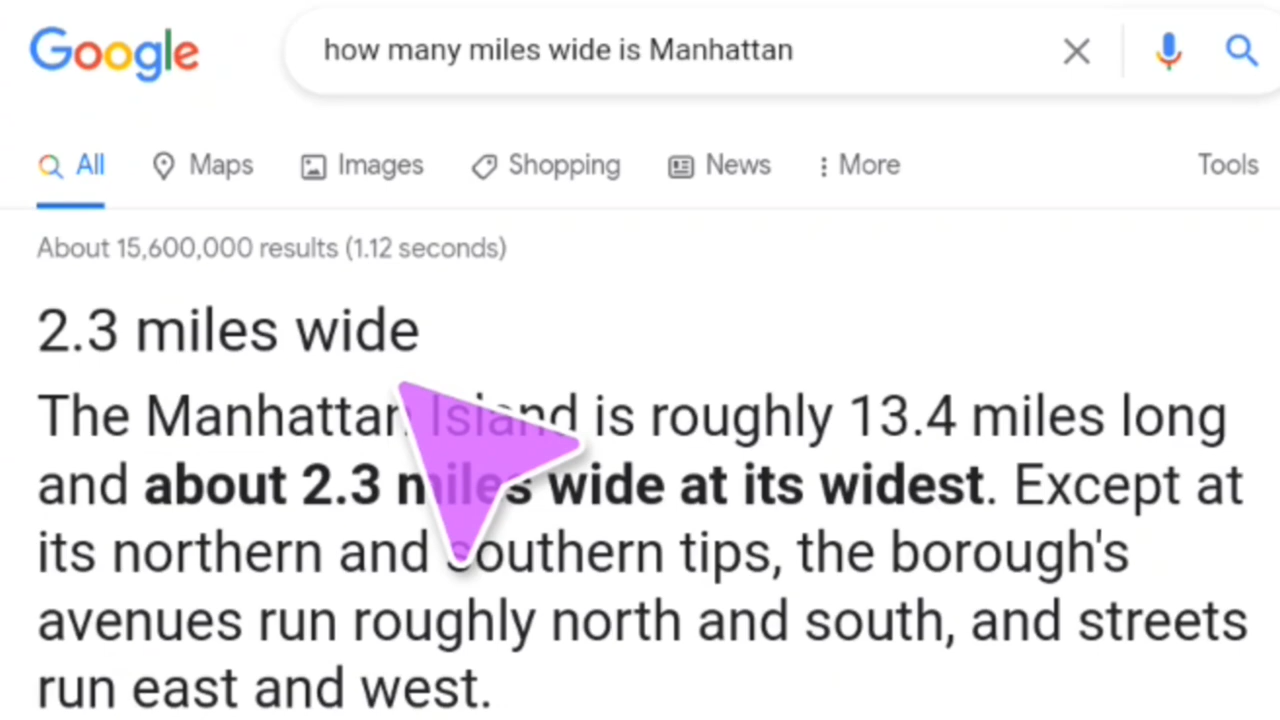 Google
how many miles wide is Manhattan
All Maps Images Shopping News More Tools
About 15,600,000 results (1.12 seconds)
2.3 miles wide
The Manhattan Island is roughly 13.4 miles long
and about 2.3 miles wide at its widest. Except at
its northern and southern tips, the borough's
avenues run roughly north and south, and streets
run east and west.